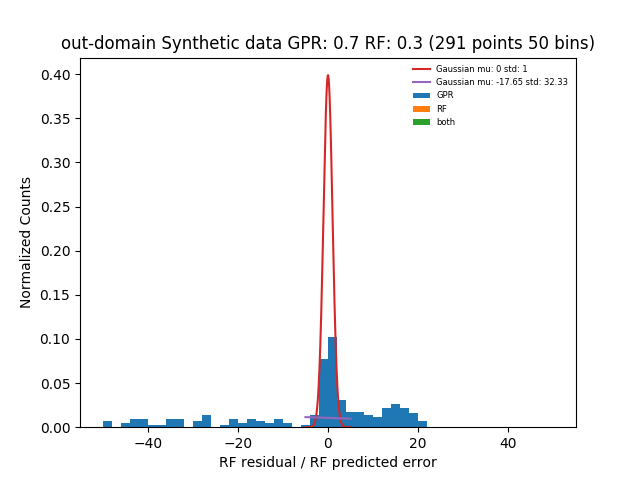 out-domain Synthetic data GPR: 0.7 RF: 0.3 (291 points 50 bins)
Gaussian mu: 0 std: 1
Gaussian mu: -17.65 std: 32.33
GPR
RF
both
Normalized Counts
0.40
0.35
0.30
0.25
0.20
0.15
0.10
0.05
0.00
−40
−20
0
20
40
RF residual / RF predicted error